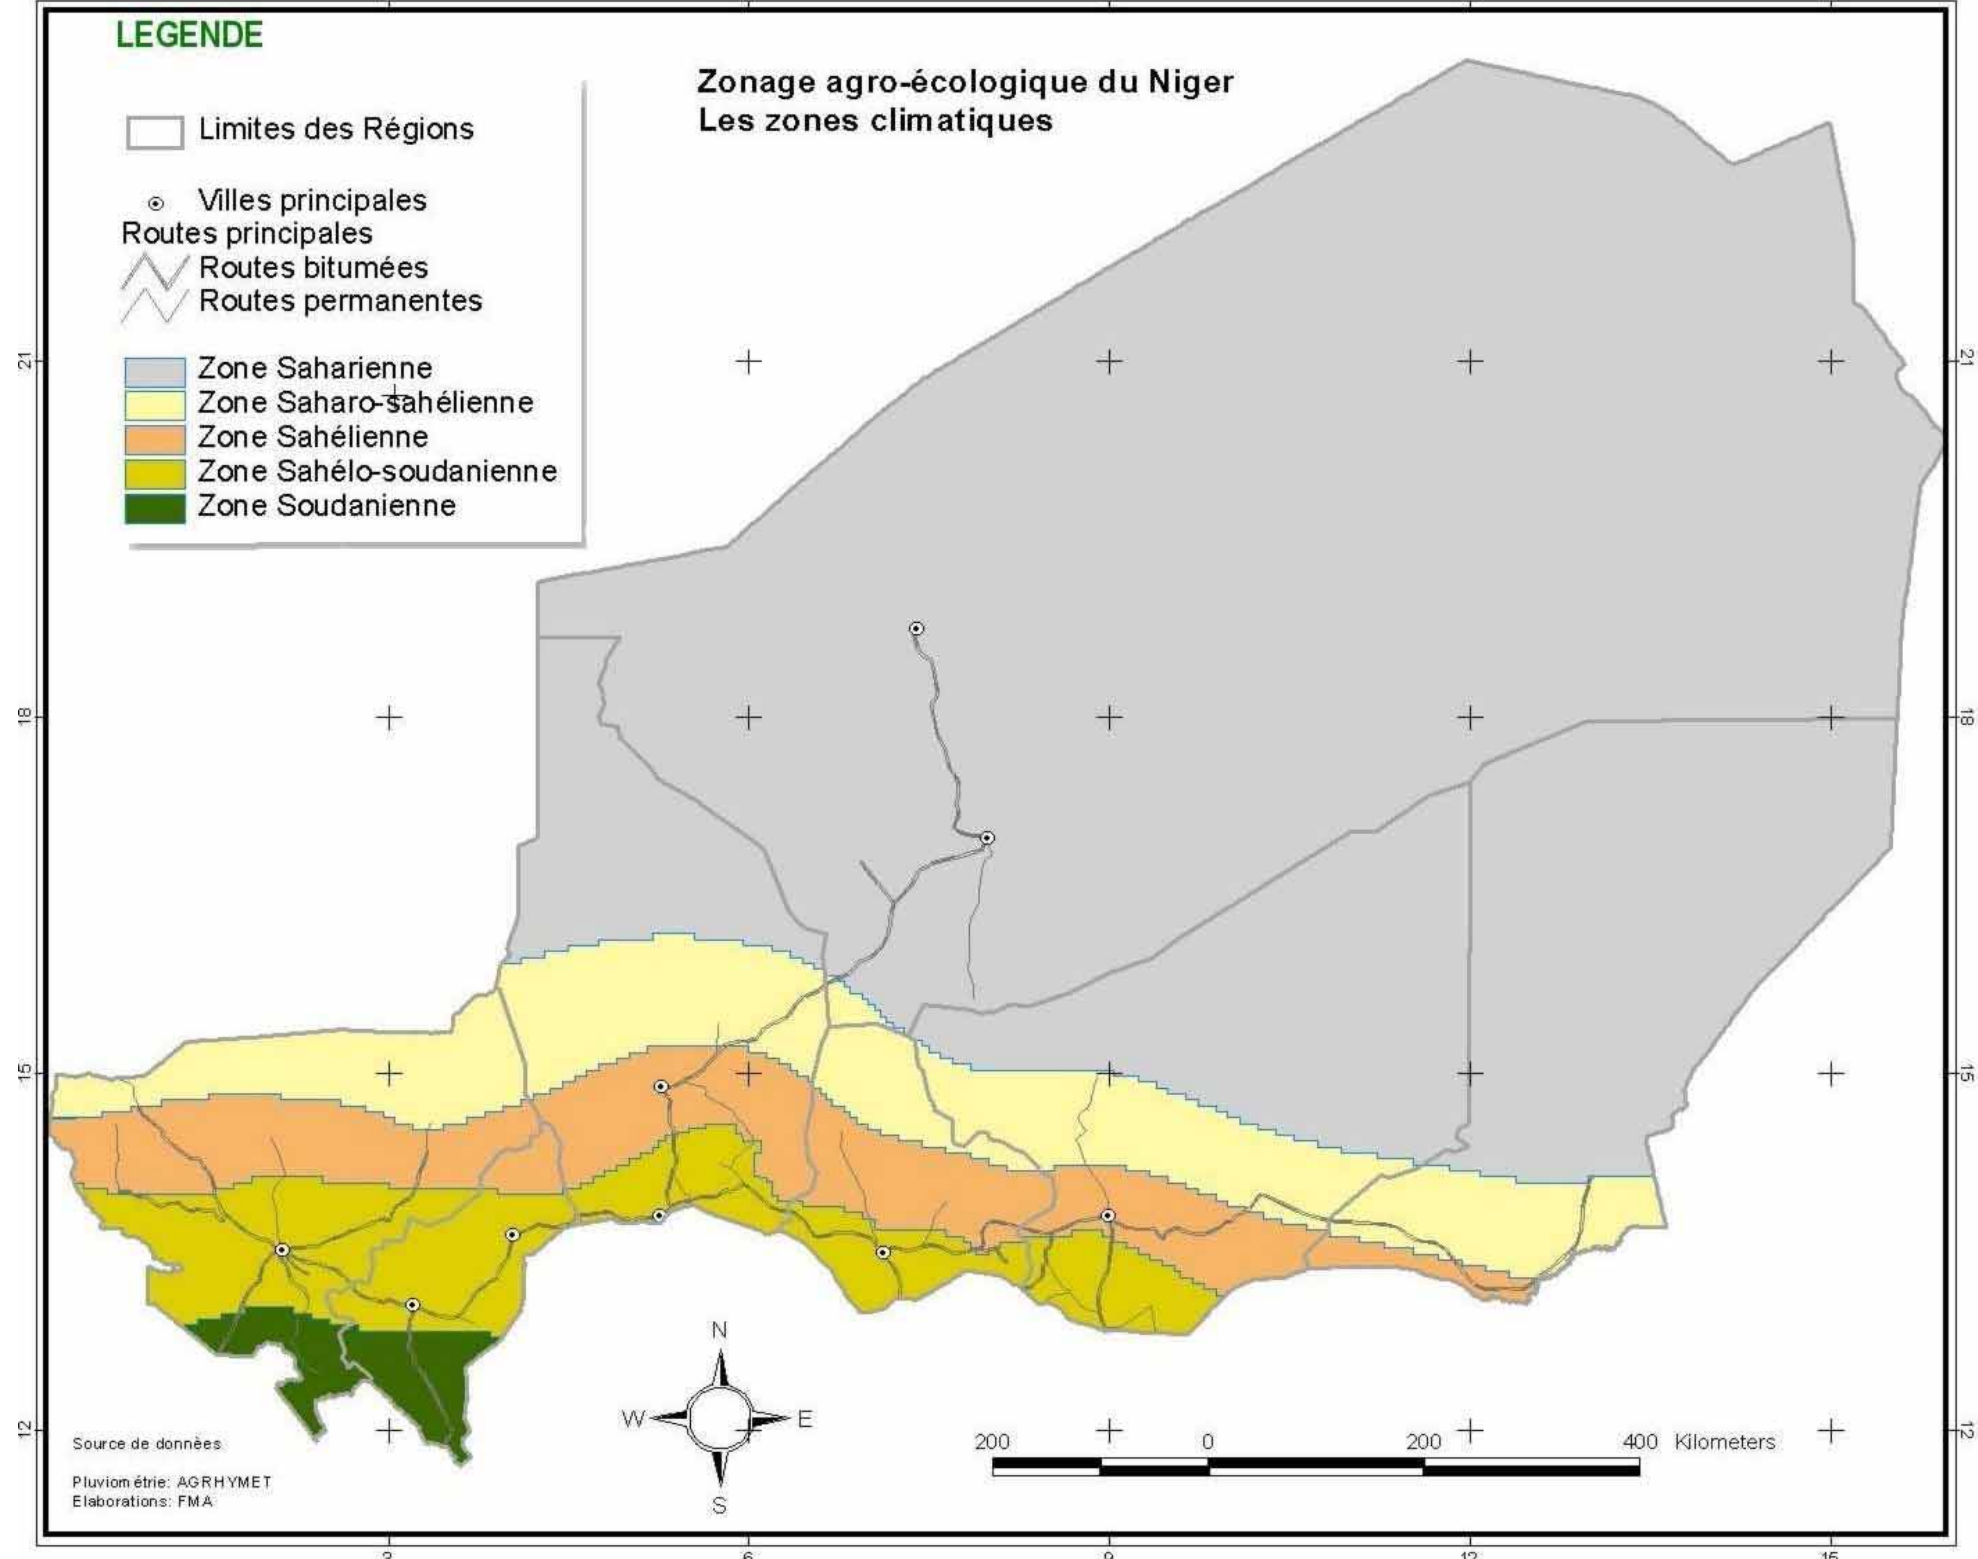 LEGENDE
Zonage agro-écologique du Niger
Les zones climatiques
Limites des Régions
Villes principales
Routes principales
Routes bitumées
Routes permanentes
Zone Saharienne
Zone Saharo-sahélienne
Zone Sahélienne
Zone Sahélo-soudanienne
Zone Soudanienne
21
21
18
18
15
15
12
12
N
W
E
S
200 0 200 400 Kilometers
Source de données
Pluviométrie: AGRHYMET
Elaborations: FMA
3 6 9 12 15